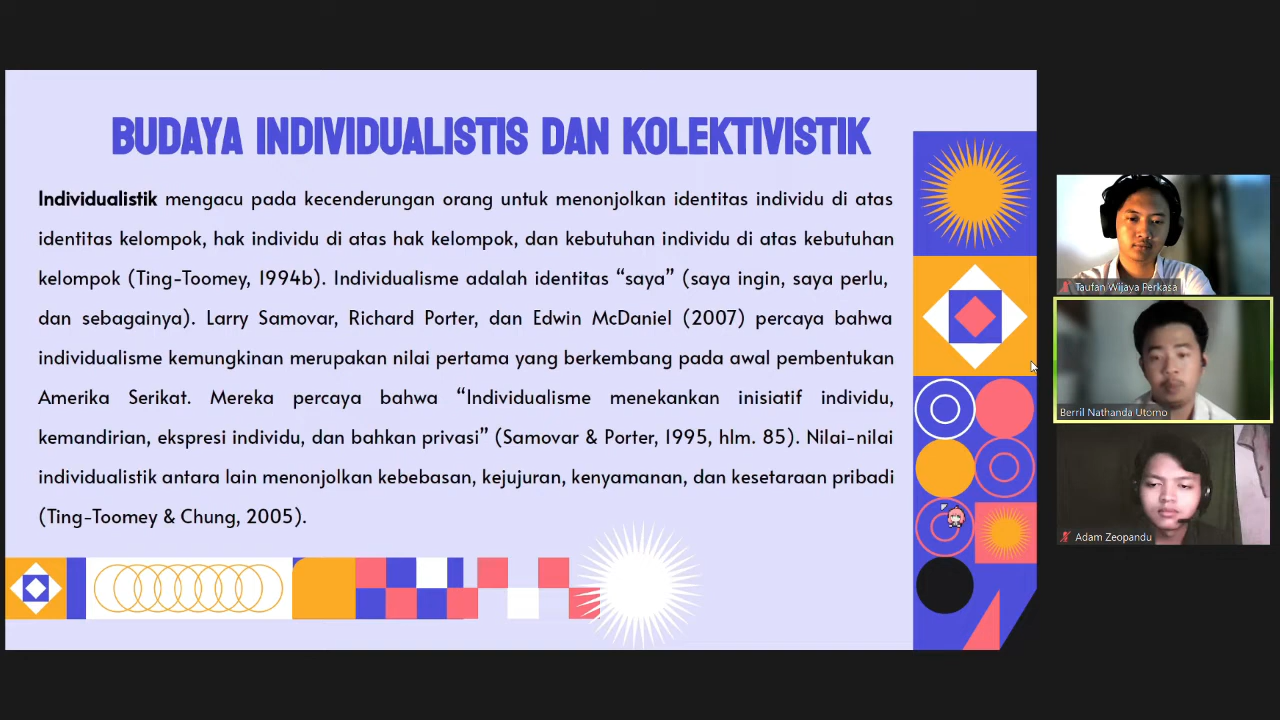 BUDAYA INDIVIDUALISTIS DAN KOLEKTIVISTIK
Individualistik mengacu pada kecenderungan orang untuk menonjolkan identitas individu di atas
identitas kelompok, hak individu di atas hak kelompok, dan kebutuhan individu di atas kebutuhan
kelompok (Ting-Toomey, 1994b). Individualisme adalah identitas “saya” (saya ingin, saya perlu,
dan sebagainya). Larry Samovar, Richard Porter, dan Edwin McDaniel (2007) percaya bahwa
individualisme kemungkinan merupakan nilai pertama yang berkembang pada awal pembentukan
Amerika Serikat. Mereka percaya bahwa “Individualisme menekankan inisiatif individu,
kemandirian, ekspresi individu, dan bahkan privasi” (Samovar & Porter, 1995, hlm. 85). Nilai-nilai
individualistik antara lain menonjolkan kebebasan, kejujuran, kenyamanan, dan kesetaraan pribadi
(Ting-Toomey & Chung, 2005).
Taufan Wijaya Perkasa
Berril Nathanda Utomo
Adam Zeopandu